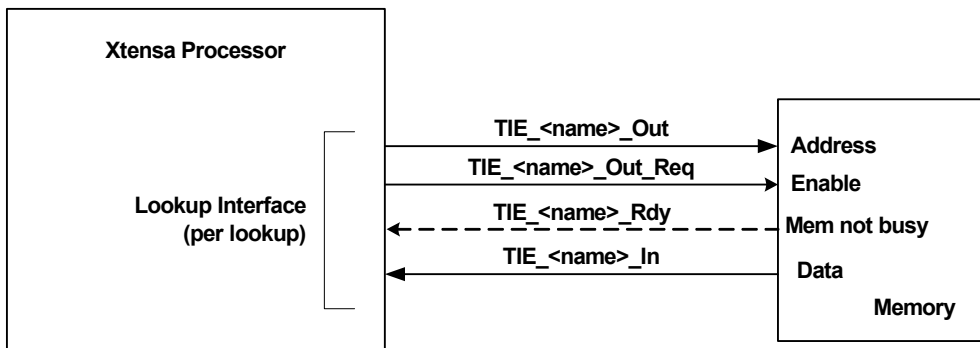 Xtensa Processor
TIE_<name>_Out
Address
TIE_<name>_Out_Req
Enable
Lookup Interface
(per lookup)
TIE_<name>_Rdy
Mem not busy
TIE_<name>_In
Data
Memory